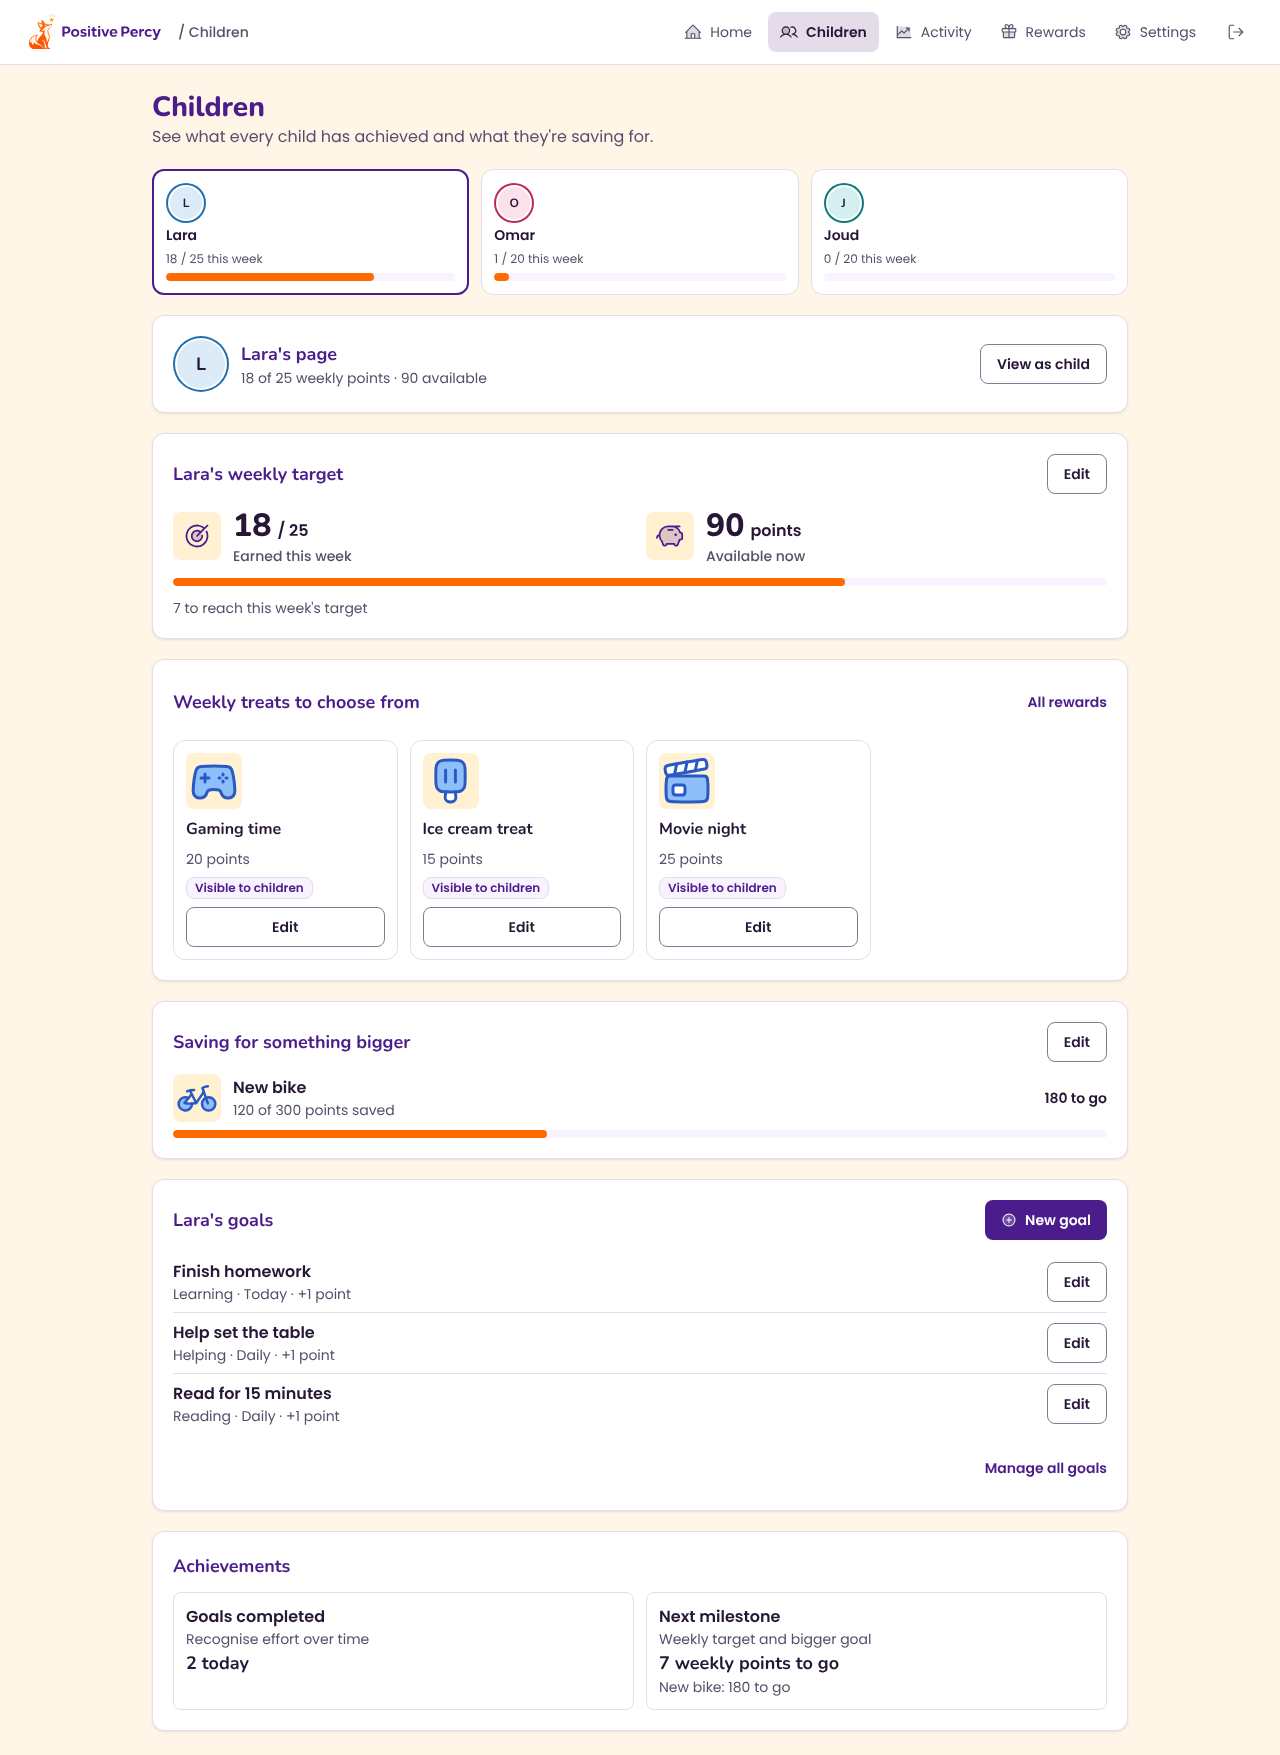 Positive Percy / Children
Home
Children
Activity
Rewards
Settings
Children
See what every child has achieved and what they're saving for.
L
Lara
18 / 25 this week
O
Omar
1 / 20 this week
J
Joud
0 / 20 this week
L
Lara's page
18 of 25 weekly points · 90 available
View as child
Lara's weekly target
Edit
18 / 25
Earned this week
90 points
Available now
7 to reach this week's target
Weekly treats to choose from
All rewards
Gaming time
20 points
Visible to children
Edit
Ice cream treat
15 points
Visible to children
Edit
Movie night
25 points
Visible to children
Edit
Saving for something bigger
Edit
New bike
120 of 300 points saved
180 to go
Lara's goals
New goal
Finish homework
Learning · Today · +1 point
Edit
Help set the table
Helping · Daily · +1 point
Edit
Read for 15 minutes
Reading · Daily · +1 point
Edit
Manage all goals
Achievements
Goals completed
Recognise effort over time
2 today
Next milestone
Weekly target and bigger goal
7 weekly points to go
New bike: 180 to go